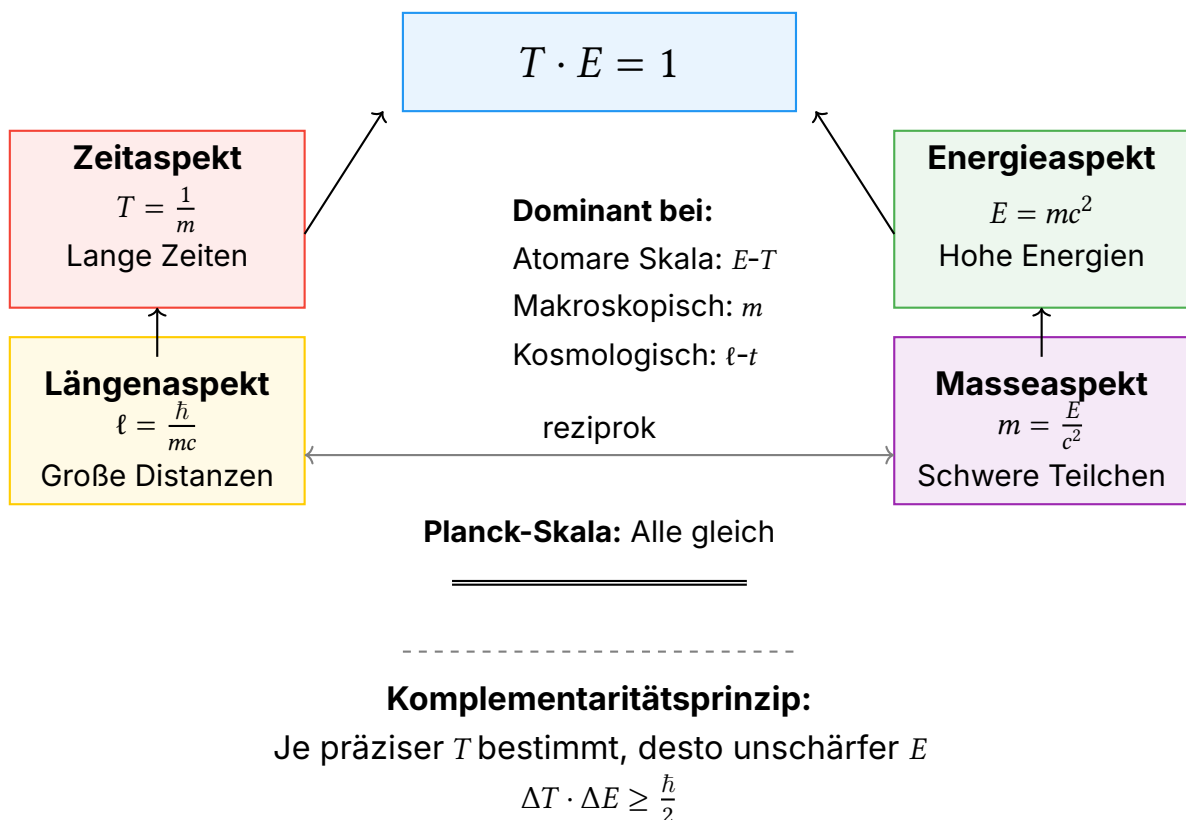 T · E = 1
Zeitaspekt
T = 1/m
Lange Zeiten
Energieaspekt
E = mc²
Hohe Energien
Dominant bei:
Atomare Skala: E-T
Makroskopisch: m
Kosmologisch: ℓ-t
Längenaspekt
ℓ = ħ/mc
Große Distanzen
reziprok
Masseaspekt
m = E/c²
Schwere Teilchen
Planck-Skala: Alle gleich
Komplementaritätsprinzip:
Je präziser T bestimmt, desto unschärfer E
ΔT · ΔE ≥ ħ/2